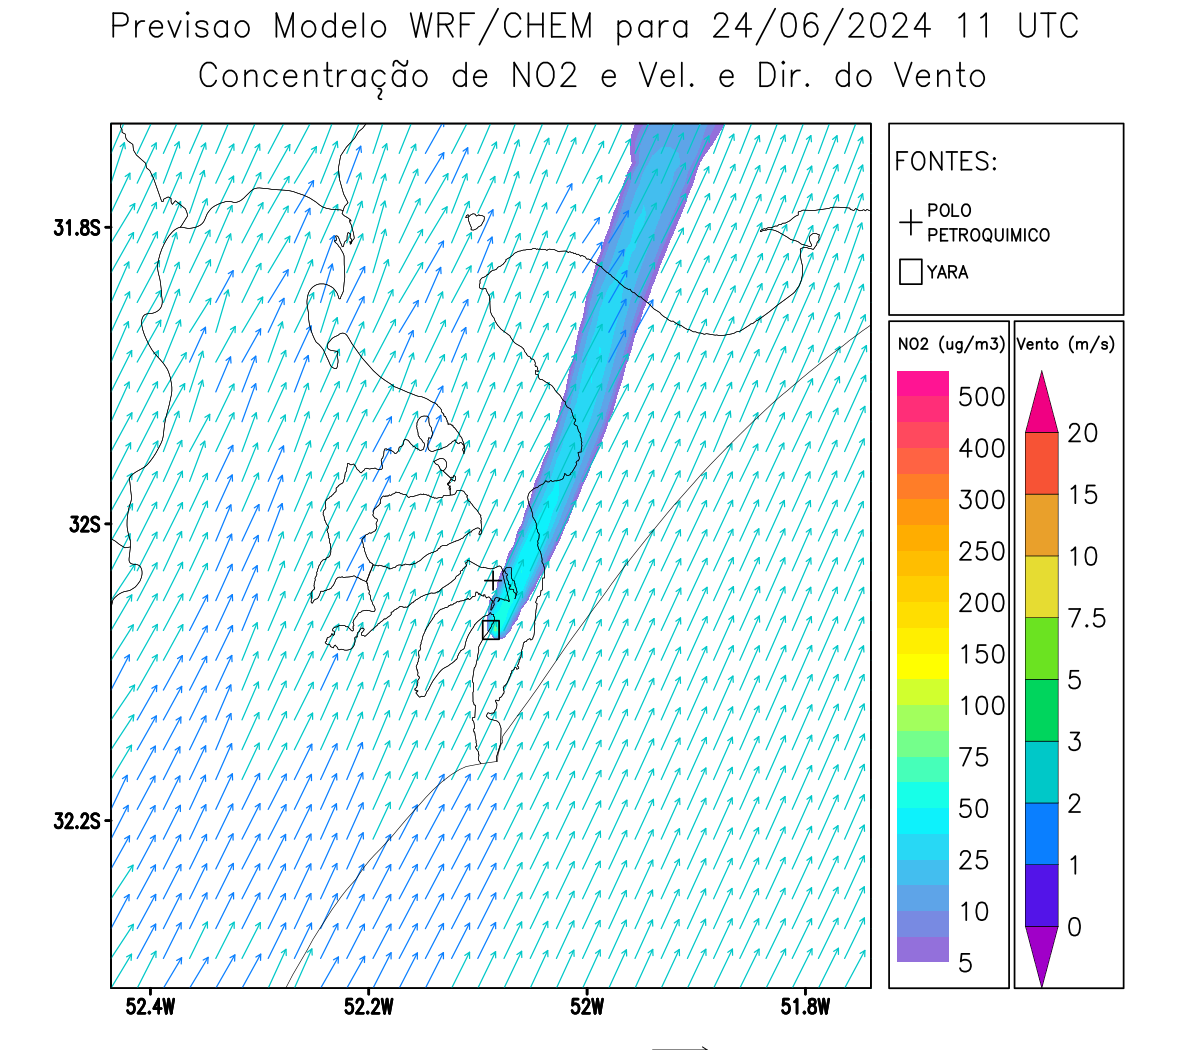 Previsao Modelo WRF/CHEM para 24/06/2024 11 UTC
Concentração de NO2 e Vel. e Dir. do Vento
FONTES:
POLO
PETROQUIMICO
YARA
31.8S
32S
32.2S
52.4W
52.2W
52W
51.8W
NO2 (ug/m3)
500
400
300
250
200
150
100
75
50
25
10
5
Vento (m/s)
20
15
10
7.5
5
3
2
1
0